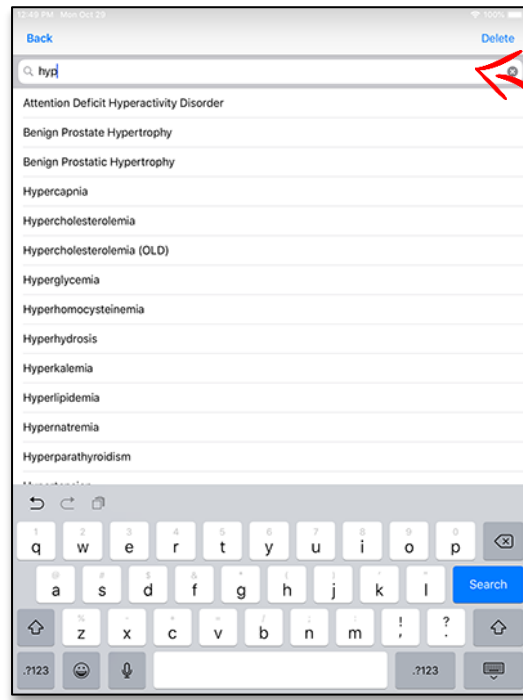 12:49 PM Mon Oct 29 100%
Back Delete
hyp
Attention Deficit Hyperactivity Disorder
Benign Prostate Hypertrophy
Benign Prostatic Hypertrophy
Hypercapnia
Hypercholesterolemia
Hypercholesterolemia (OLD)
Hyperglycemia
Hyperhomocysteinemia
Hyperhydrosis
Hyperkalemia
Hyperlipidemia
Hypernatremia
Hyperparathyroidism
1 2 3 4 5 6 7 8 9 0
q w e r t y u i o p
@ # $ & * ( ) ' "
a s d f g h j k l Search
% - + = / ; : ! ?
z x c v b n m , .
.?123 .?123